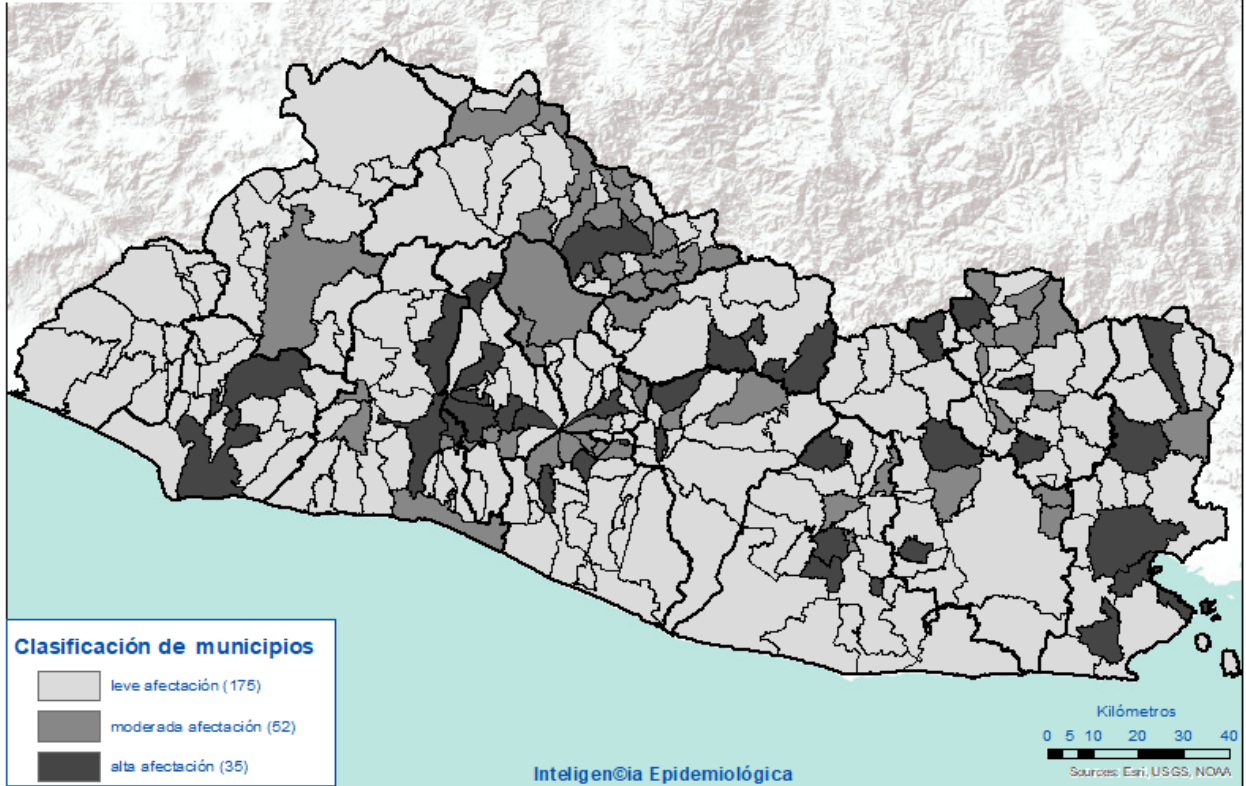 Clasificación de municipios
leve afectación (175)
moderada afectación (52)
alta afectación (35)
Inteligen©ia Epidemiológica
Kilómetros
0 5 10 20 30 40
Sources: Esri, USGS, NOAA